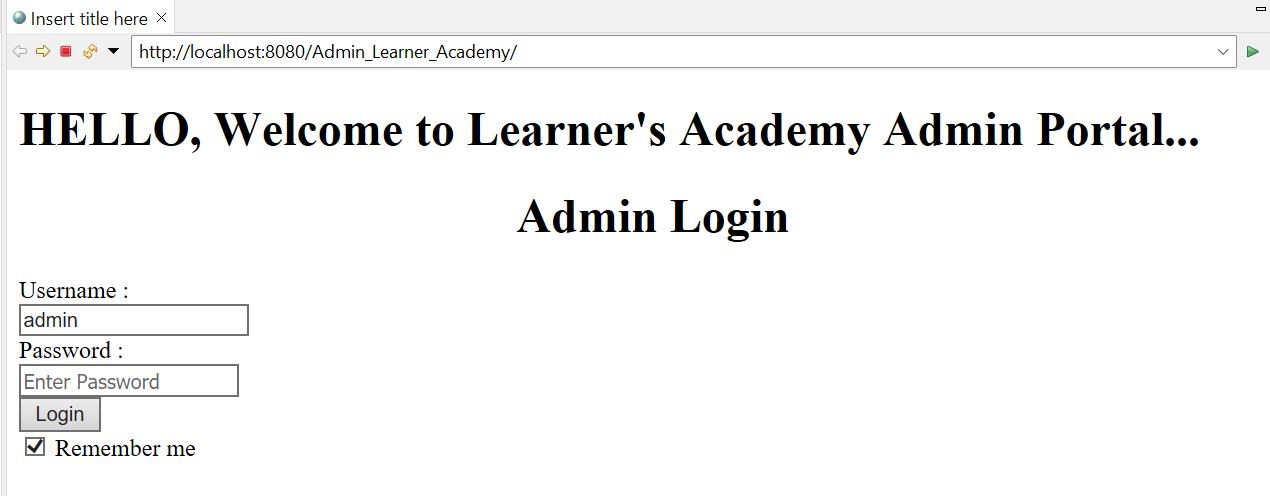 Insert title here
http://localhost:8080/Admin_Learner_Academy/
HELLO, Welcome to Learner's Academy Admin Portal...
Admin Login
Username :
admin
Password :
Enter Password
Login
Remember me